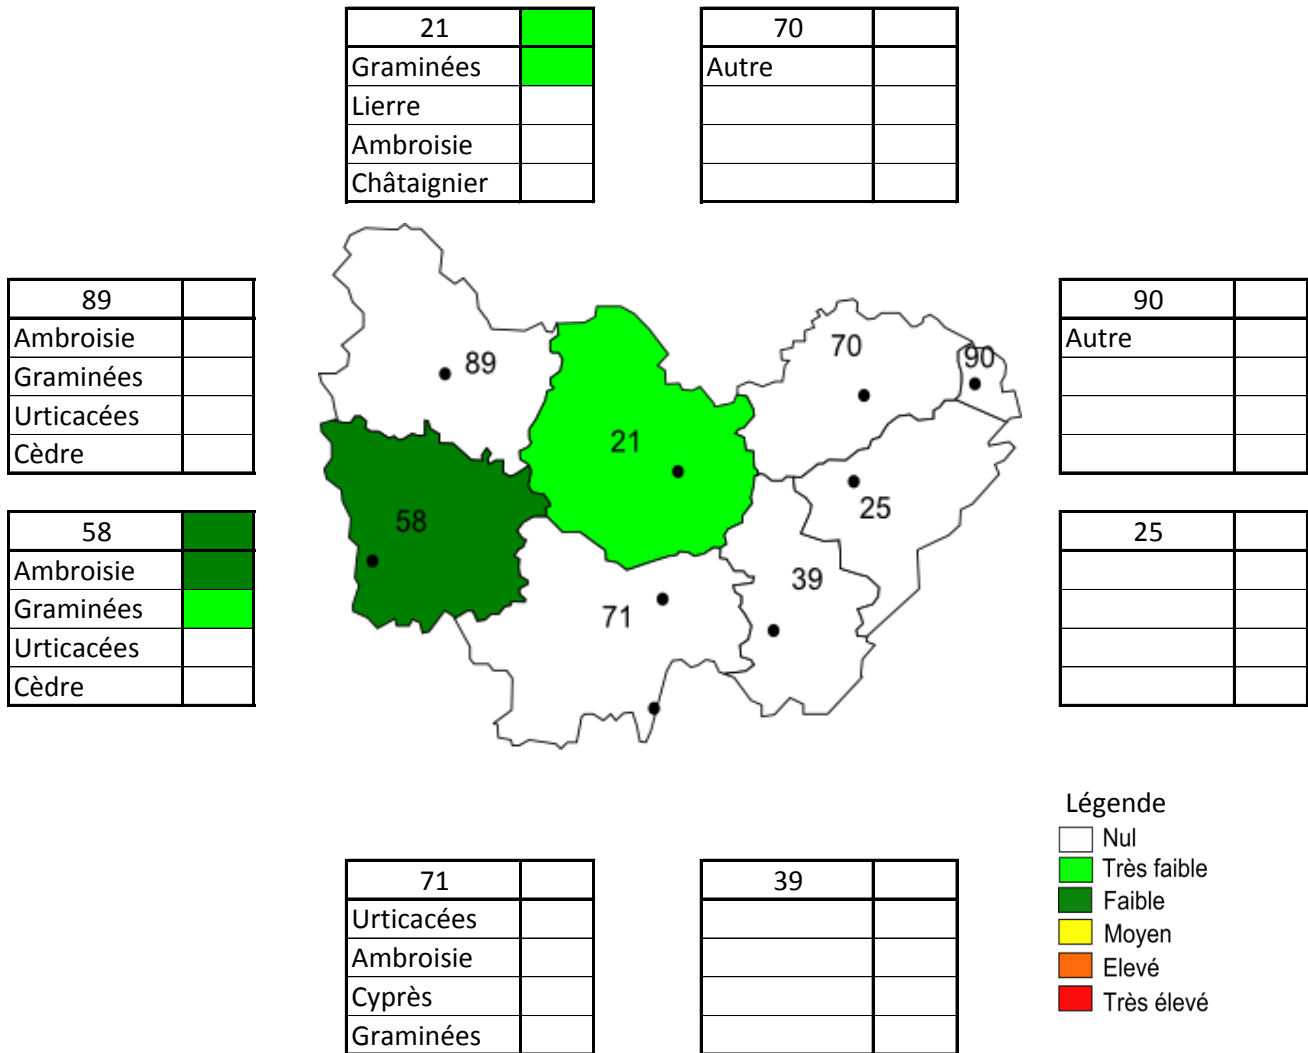 21
Graminées
Lierre
Ambroisie
Châtaignier
70
Autre
89
Ambroisie
Graminées
Urticacées
Cèdre
58
Ambroisie
Graminées
Urticacées
Cèdre
89
21
70
90
58
25
39
71
90
Autre
25
Légende
Nul
Très faible
Faible
Moyen
Elevé
Très élevé
71
Urticacées
Ambroisie
Cyprès
Graminées
39